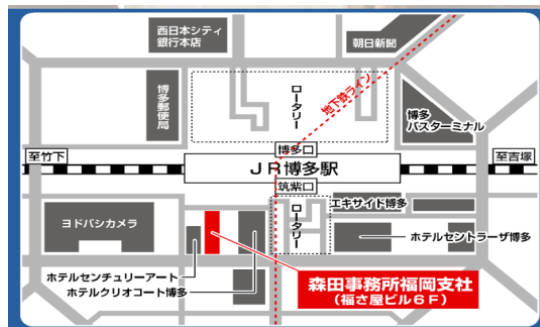 西日本シティ
銀行本店
朝日新聞
博多郵便局
ロータリー
地下鉄ライン
博多
バスターミナル
博多口
至竹下
JR博多駅
至吉塚
筑紫口
ヨドバシカメラ
ロータリー
エキサイド博多
ホテルセントラーザ博多
ホテルセンチュリーアート
ホテルクリオコート博多
森田事務所福岡支社
(福さ屋ビル6F)